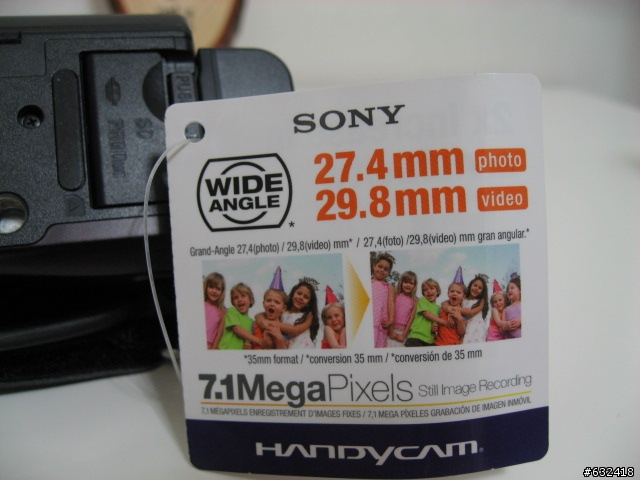 SONY
WIDE
ANGLE
*
27.4mm photo
29.8mm video
Grand-Angle 27,4(photo) / 29,8(video) mm* / 27,4(foto) /29,8(video) mm gran angular.*
*35mm format / *conversion 35 mm / *conversión de 35 mm
7.1MegaPixels Still Image Recording
7,1 MEGAPIXELS ENREGISTREMENT D'IMAGES FIXES / 7,1 MEGA PÍXELES GRABACIÓN DE IMAGEN INMÓVIL
HANDYCAM
#632418